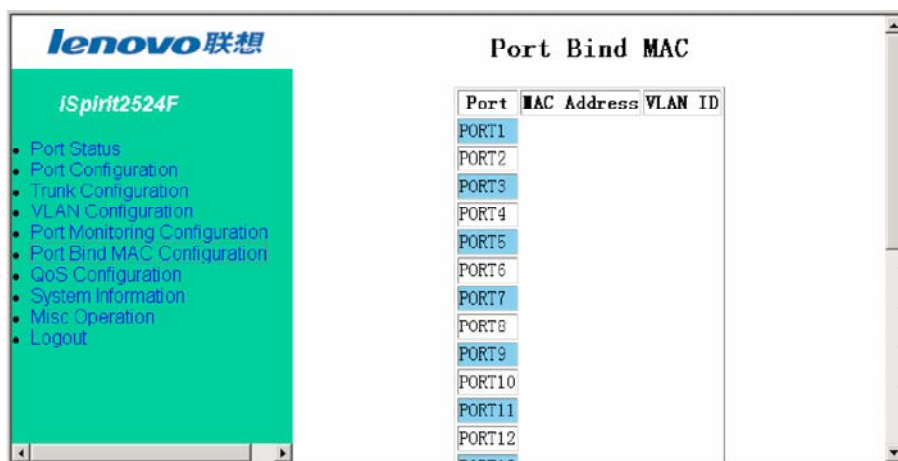 lenovo联想
iSpirit2524F
Port Status
Port Configuration
Trunk Configuration
VLAN Configuration
Port Monitoring Configuration
Port Bind MAC Configuration
QoS Configuration
System Information
Misc Operation
Logout
Port Bind MAC
Port MAC Address VLAN ID
PORT1
PORT2
PORT3
PORT4
PORT5
PORT6
PORT7
PORT8
PORT9
PORT10
PORT11
PORT12